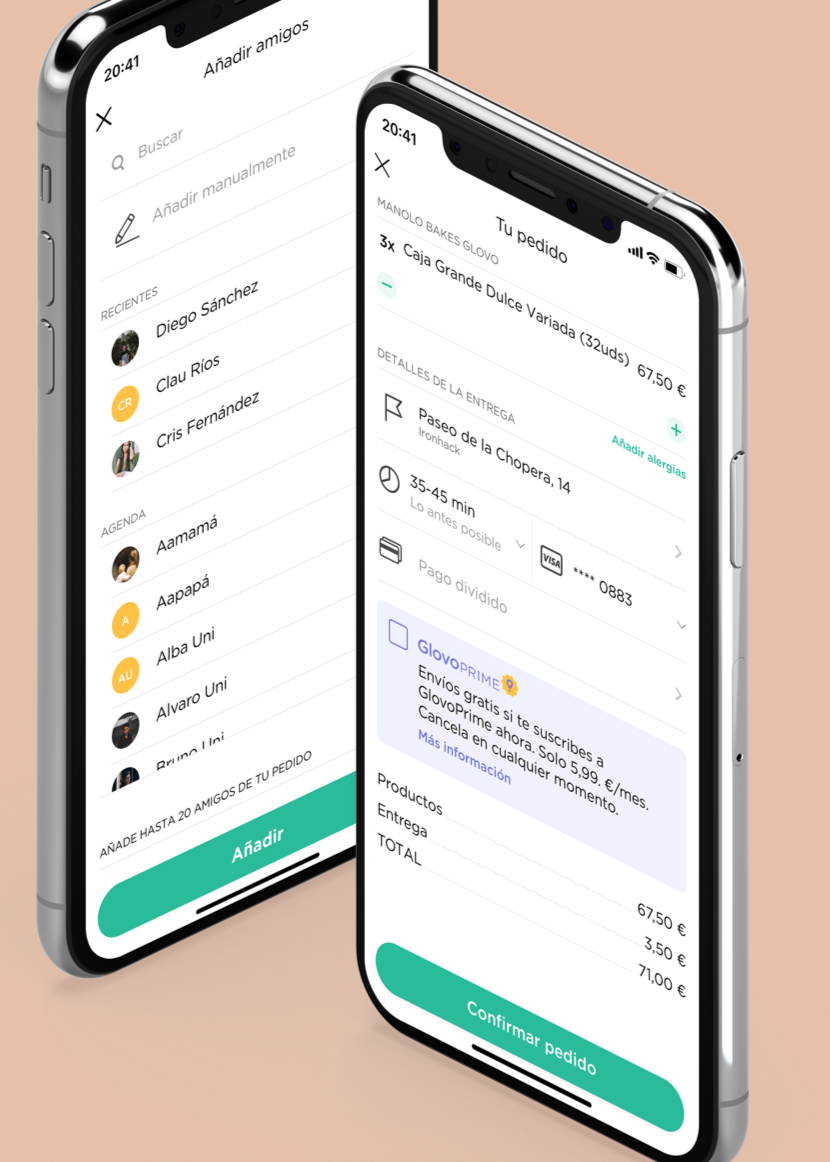 20:41
Añadir amigos
Buscar
Añadir manualmente
RECIENTES
Diego Sánchez
Clau Ríos
CR
Cris Fernández
AGENDA
Aamamá
Aapapá
A
Alba Uni
AU
Alvaro Uni
Bruno Uni
AÑADE HASTA 20 AMIGOS DE TU PEDIDO
Añadir
20:41
Tu pedido
MANOLO BAKES GLOVO
3x Caja Grande Dulce Variada (32uds) 67,50 €
DETALLES DE LA ENTREGA
Añadir alergias
Paseo de la Chopera, 14
Ironhack
35-45 min
Lo antes posible
VISA
**** 0883
Pago dividido
GlovoPRIME
Envíos gratis si te suscribes a
GlovoPrime ahora. Solo 5,99. €/mes.
Cancela en cualquier momento.
Más información
Productos 67,50 €
Entrega 3,50 €
TOTAL 71,00 €
Confirmar pedido